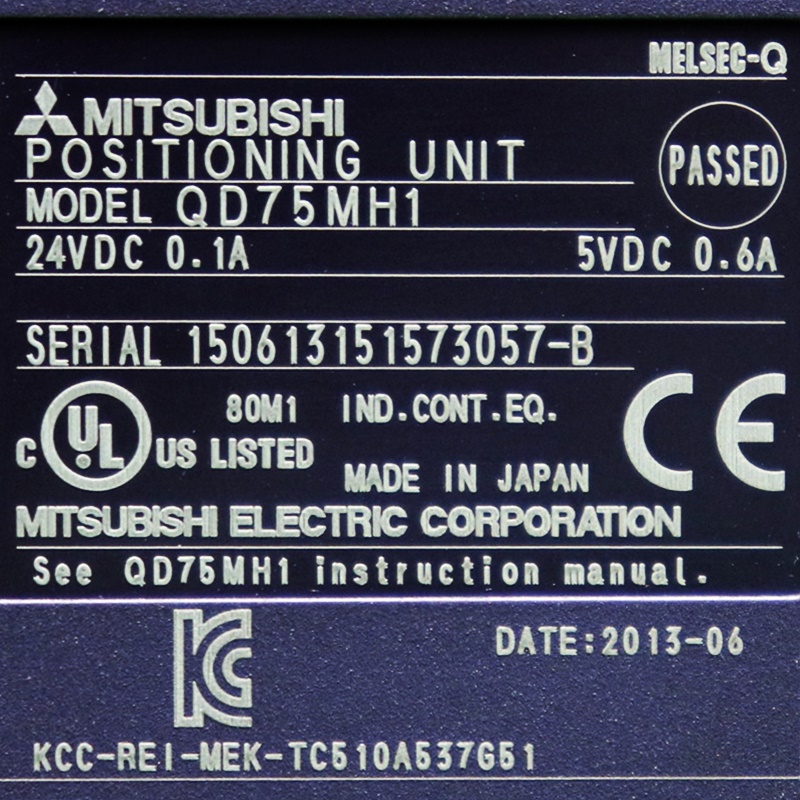 MELSEC-Q
MITSUBISHI
POSITIONING UNIT
PASSED
MODEL QD75MH1
24VDC 0.1A 5VDC 0.6A
SERIAL 150613151573057-B
C UL US LISTED 80M1 IND.CONT.EQ.
CE
MADE IN JAPAN
MITSUBISHI ELECTRIC CORPORATION
See QD75MH1 instruction manual.
KC
DATE:2013-06
KCC-REI-MEK-TC510A537G51